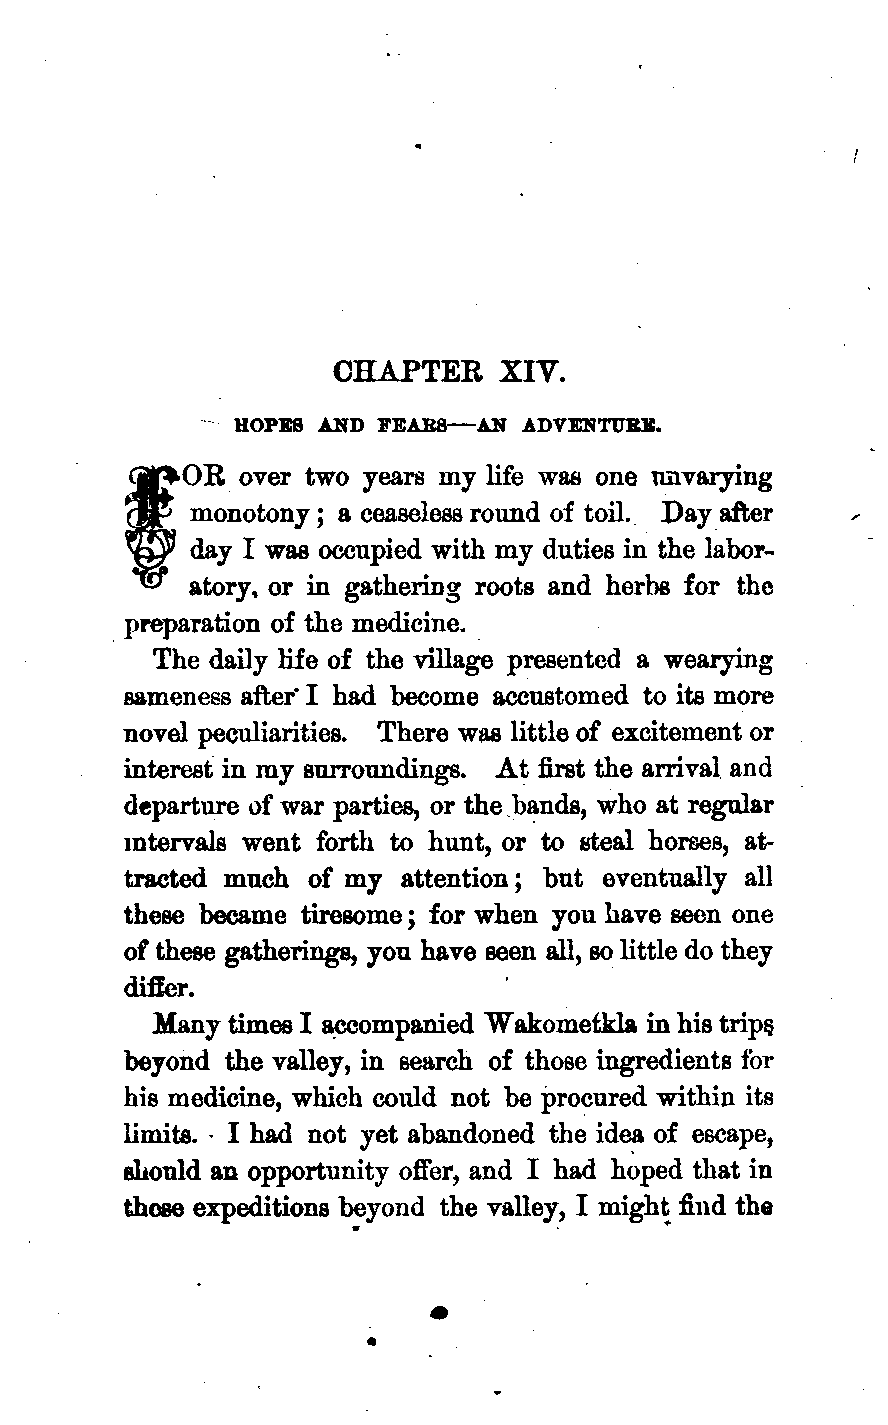 CHAPTER XIV.
HOPES AND FEARS—AN ADVENTURE.
FOR over two years my life was one unvarying
monotony; a ceaseless round of toil. Day after
day I was occupied with my duties in the labor-
atory, or in gathering roots and herbs for the
preparation of the medicine.
The daily life of the village presented a wearying
sameness after I had become accustomed to its more
novel peculiarities. There was little of excitement or
interest in my surroundings. At first the arrival and
departure of war parties, or the bands, who at regular
intervals went forth to hunt, or to steal horses, at-
tracted much of my attention; but eventually all
these became tiresome; for when you have seen one
of these gatherings, you have seen all, so little do they
differ.
Many times I accompanied Wakometkla in his trips
beyond the valley, in search of those ingredients for
his medicine, which could not be procured within its
limits. I had not yet abandoned the idea of escape,
should an opportunity offer, and I had hoped that in
those expeditions beyond the valley, I might find the